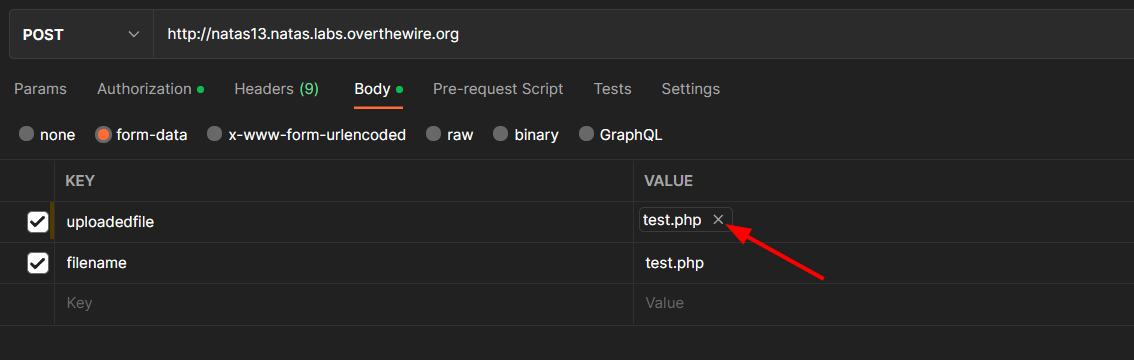 POST http://natas13.natas.labs.overthewire.org
Params Authorization Headers (9) Body Pre-request Script Tests Settings
none form-data x-www-form-urlencoded raw binary GraphQL
KEY VALUE
uploadedfile test.php
filename test.php
Key Value